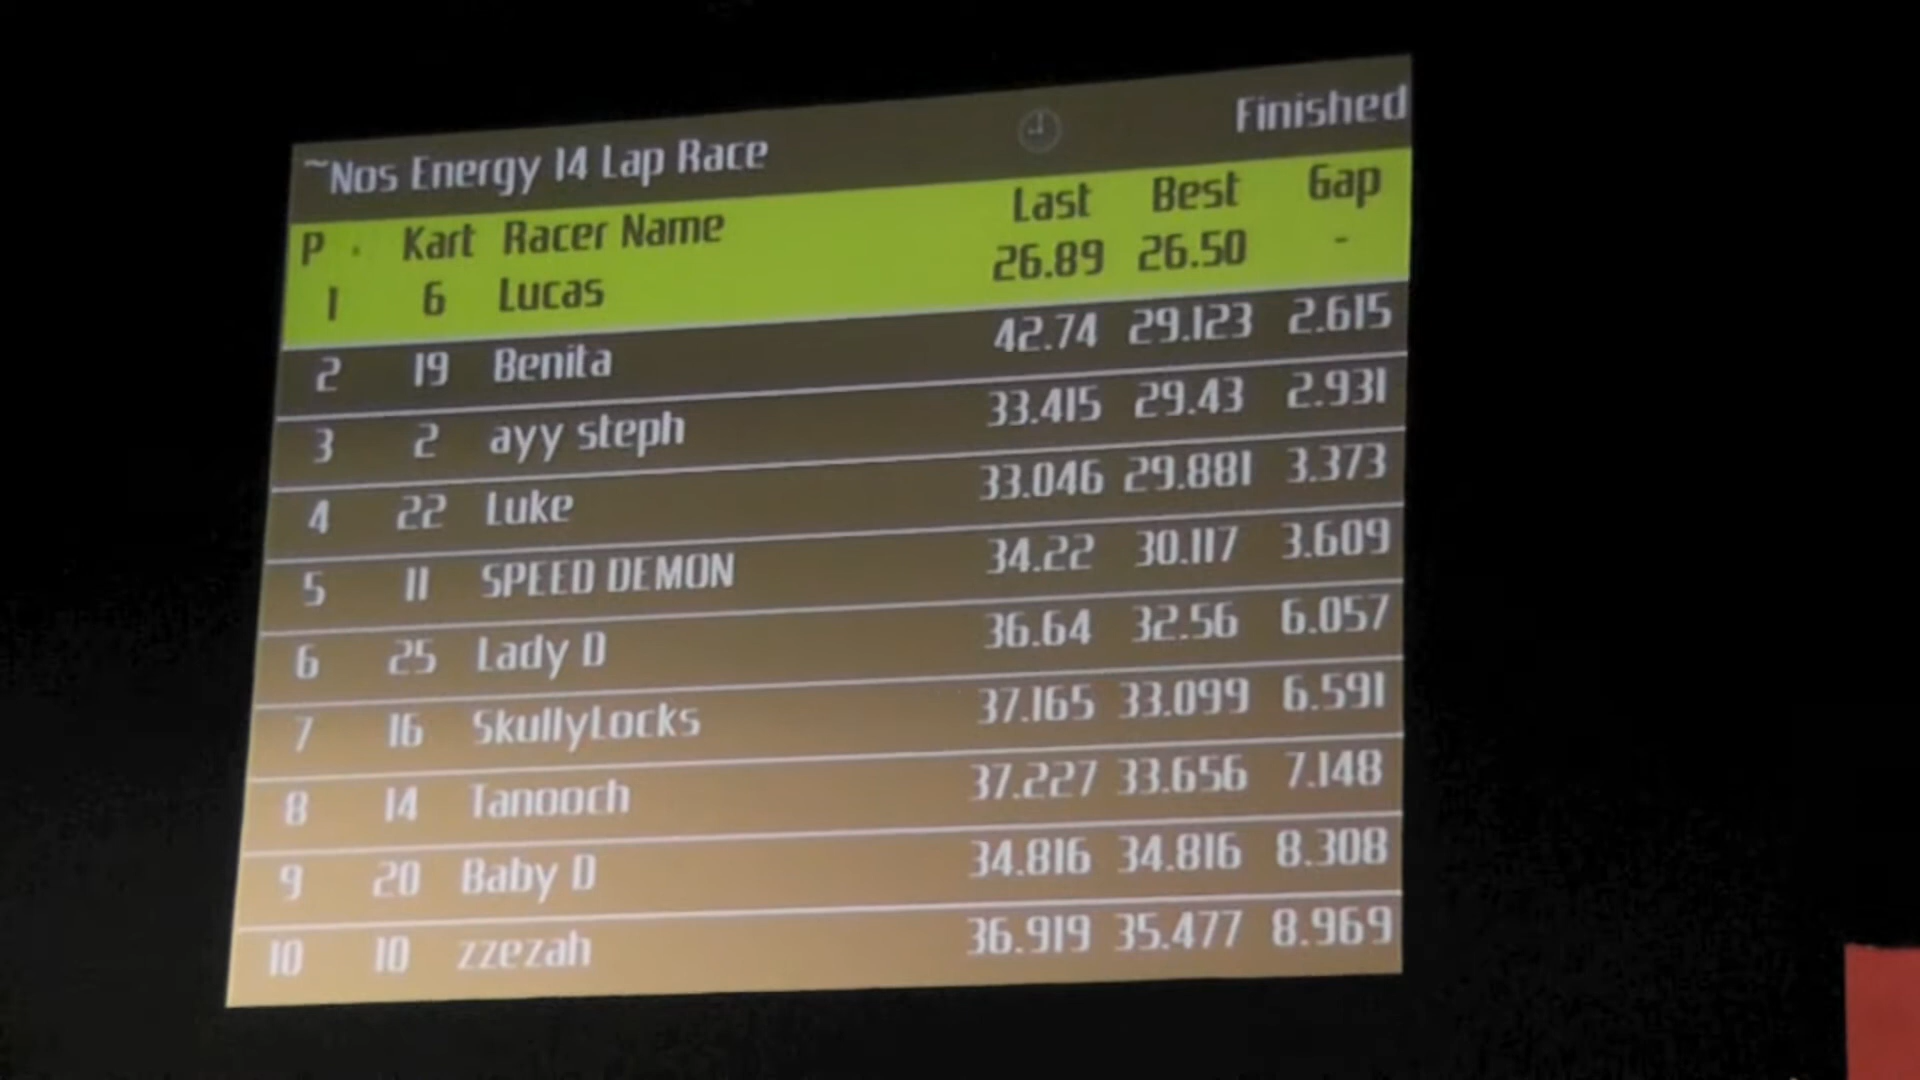 ~Nos Energy 14 Lap Race Finished
P . Kart Racer Name Last Best Gap
1 6 Lucas 26.89 26.50 -
2 19 Benita 42.74 29.123 2.615
3 2 ayy steph 33.415 29.43 2.931
4 22 Luke 33.046 29.881 3.373
5 11 SPEED DEMON 34.22 30.117 3.609
6 25 Lady D 36.64 32.56 6.057
7 16 SkullyLocks 37.165 33.099 6.591
8 14 Tanooch 37.227 33.656 7.148
9 20 Baby D 34.816 34.816 8.308
10 10 zzezah 36.919 35.477 8.969